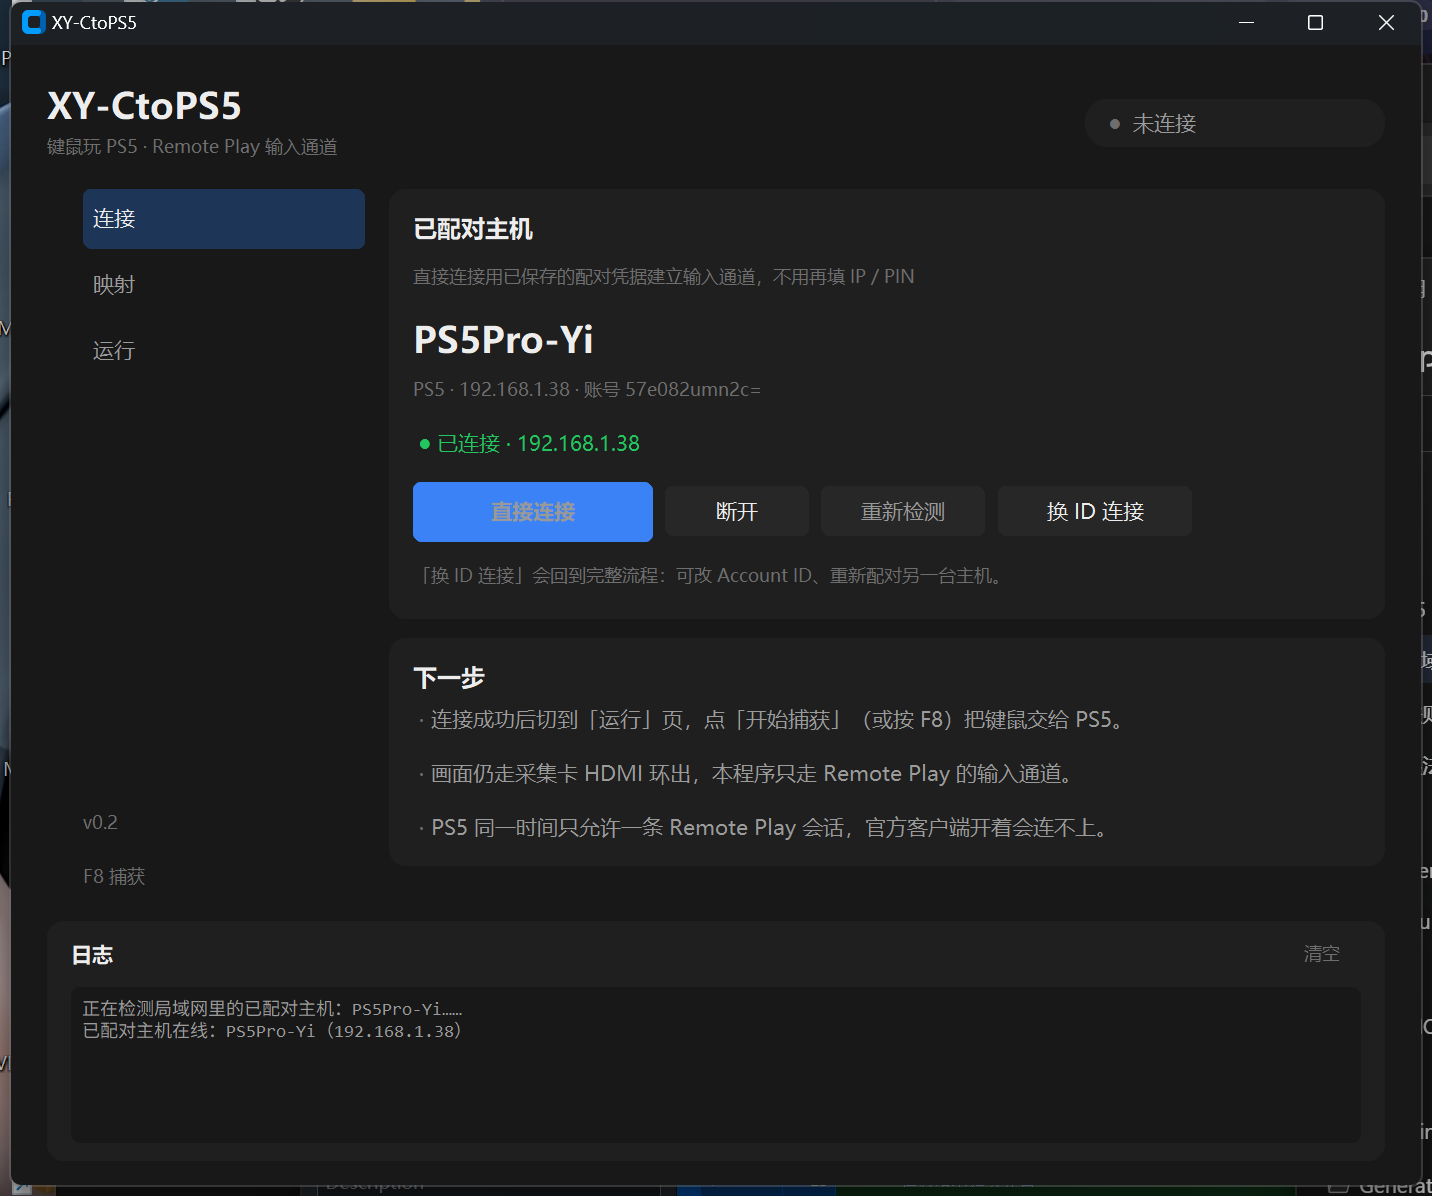 XY-CtoPS5
XY-CtoPS5
键鼠玩 PS5 · Remote Play 输入通道
● 未连接
连接
映射
运行
已配对主机
直接连接用已保存的配对凭据建立输入通道，不用再填 IP / PIN
PS5Pro-Yi
PS5 · 192.168.1.38 · 账号 57e082umn2c=
● 已连接 · 192.168.1.38
直接连接
断开
重新检测
换 ID 连接
「换 ID 连接」会回到完整流程：可改 Account ID、重新配对另一台主机。
下一步
· 连接成功后切到「运行」页，点「开始捕获」（或按 F8）把键鼠交给 PS5。
· 画面仍走采集卡 HDMI 环出，本程序只走 Remote Play 的输入通道。
· PS5 同一时间只允许一条 Remote Play 会话，官方客户端开着会连不上。
v0.2
F8 捕获
日志
清空
正在检测局域网里的已配对主机：PS5Pro-Yi……
已配对主机在线：PS5Pro-Yi（192.168.1.38）